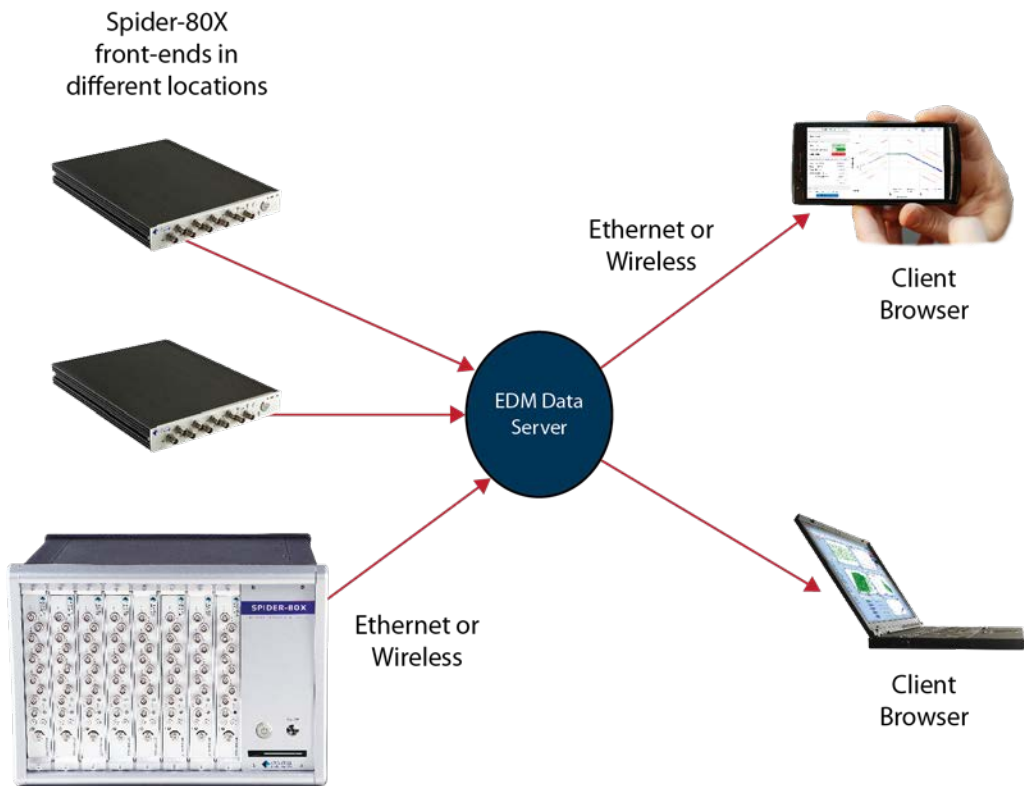 Spider-80X
front-ends in
different locations
Ethernet or
Wireless
Client
Browser
EDM Data
Server
SPIDER-80X
Ethernet or
Wireless
Client
Browser